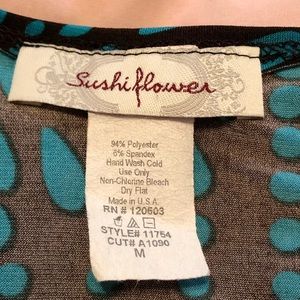 Sushiflower
94% Polyester
6% Spandex
Hand Wash Cold
Use Only
Non-Chlorine Bleach
Dry Flat
Made in U.S.A.
RN # 120503
STYLE# 11754
CUT# A1090
M